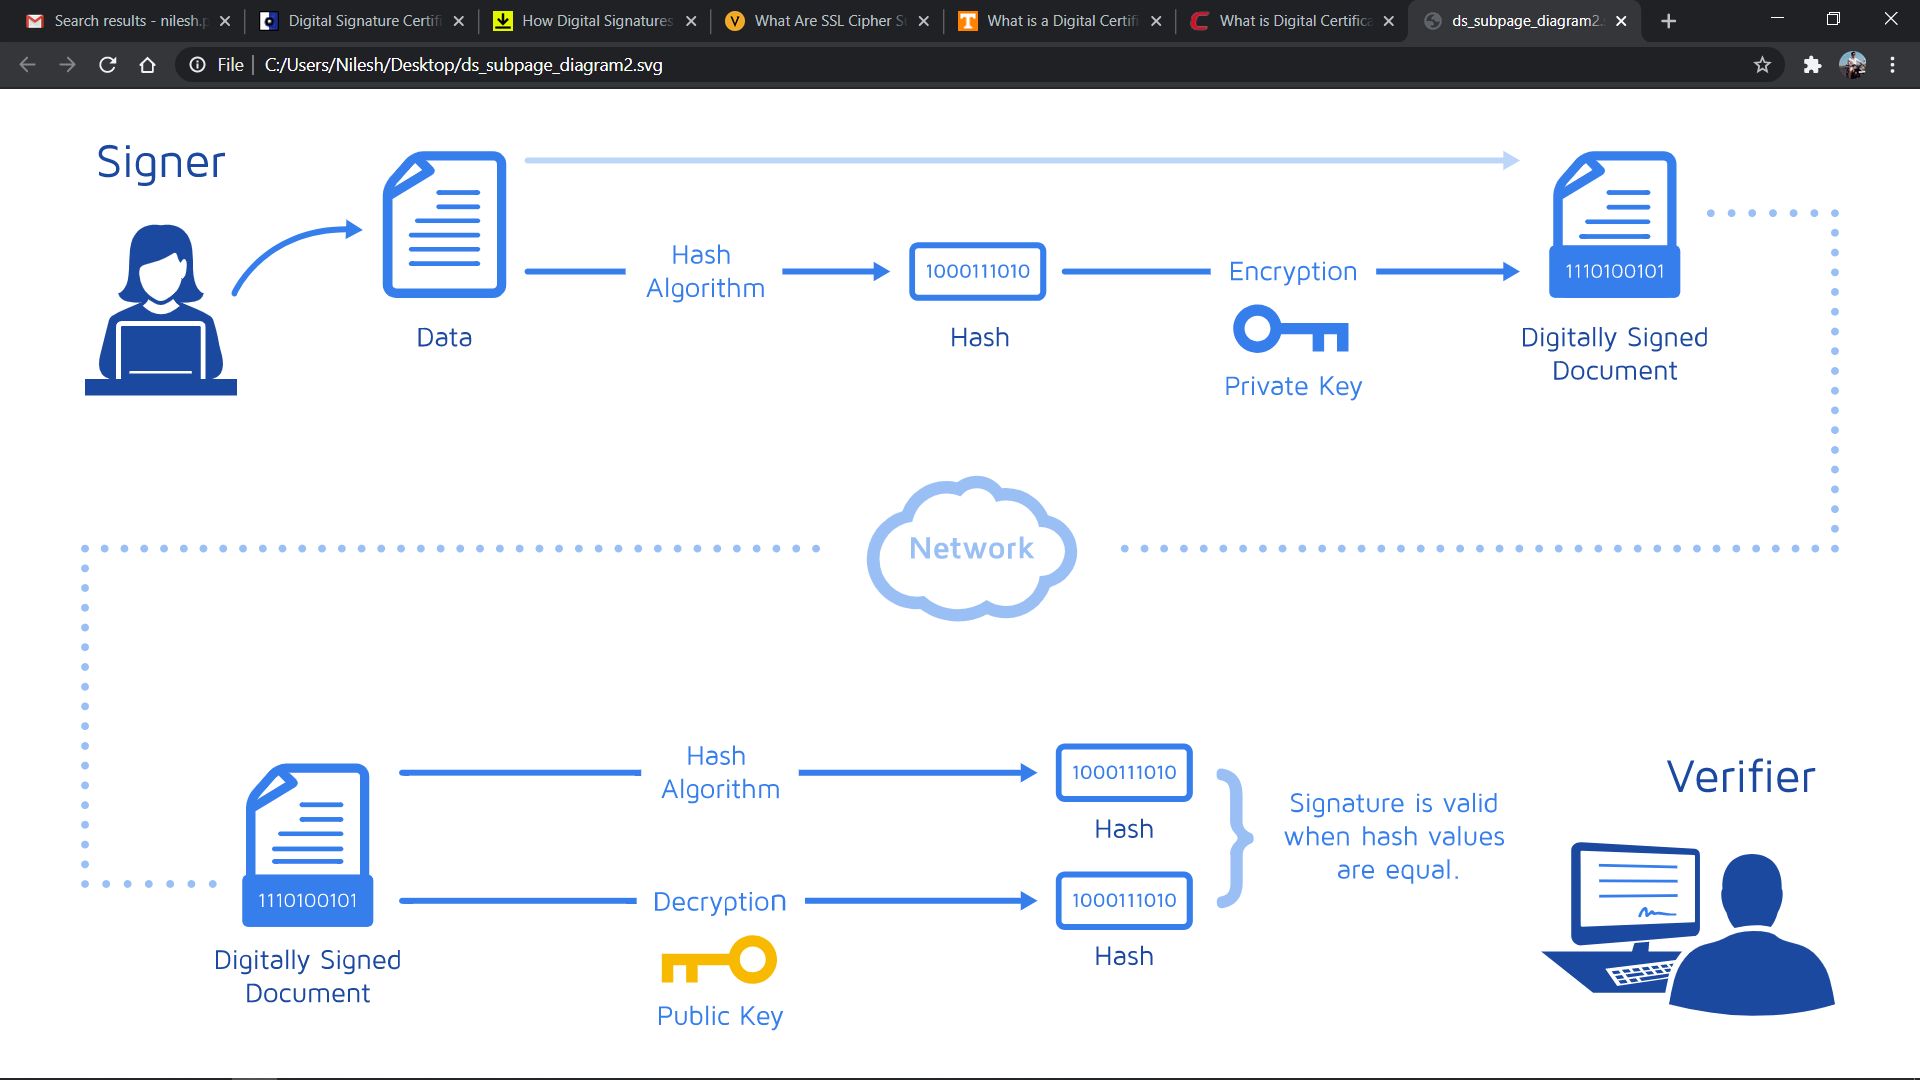 Search results - nilesh.p
Digital Signature Certifi
How Digital Signatures
What Are SSL Cipher S
What is a Digital Certifi
What is Digital Certifica
ds_subpage_diagram2.
File
C:/Users/Nilesh/Desktop/ds_subpage_diagram2.svg
Signer
Hash
Algorithm
1000111010
Encryption
1110100101
Data
Hash
Private Key
Digitally Signed
Document
Network
Hash
Algorithm
1000111010
Hash
Signature is valid
when hash values
are equal.
Verifier
1110100101
Decryption
1000111010
Hash
Digitally Signed
Document
Public Key